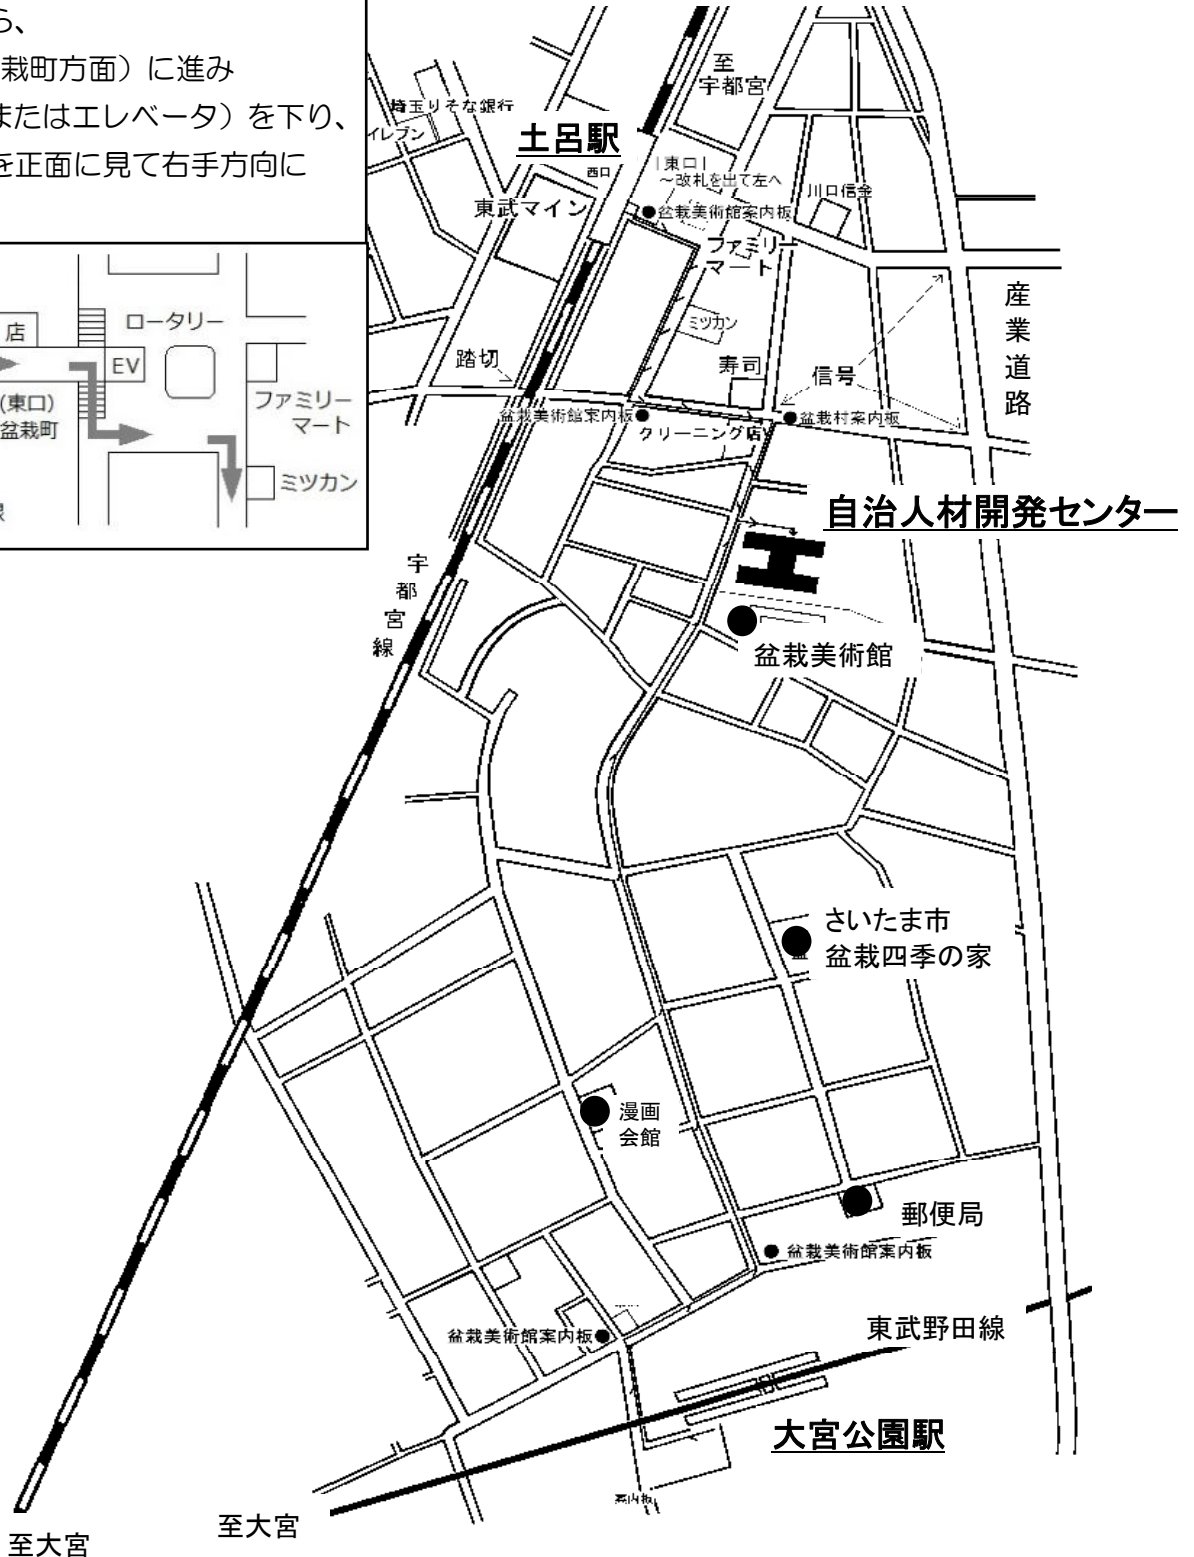 ら、
栽町方面）に進み
またはエレベータ）を下り、
を正面に見て右手方向に
店
ロータリー
EV
(東口)
盆栽町
ファミリー
マート
ミツカン
線
至
宇都宮
埼玉りそな銀行
イレブン
土呂駅
西口
東口
～改札を出て左へ
川口信金
東武マイン
盆栽美術館案内板
ファミリー
マート
ミツカン
産業道路
踏切
寿司
信号
盆栽美術館案内板
盆栽村案内板
クリーニング店
自治人材開発センター
宇都宮線
盆栽美術館
さいたま市
盆栽四季の家
漫画
会館
郵便局
盆栽美術館案内板
盆栽美術館案内板
東武野田線
大宮公園駅
案内板
至大宮
至大宮